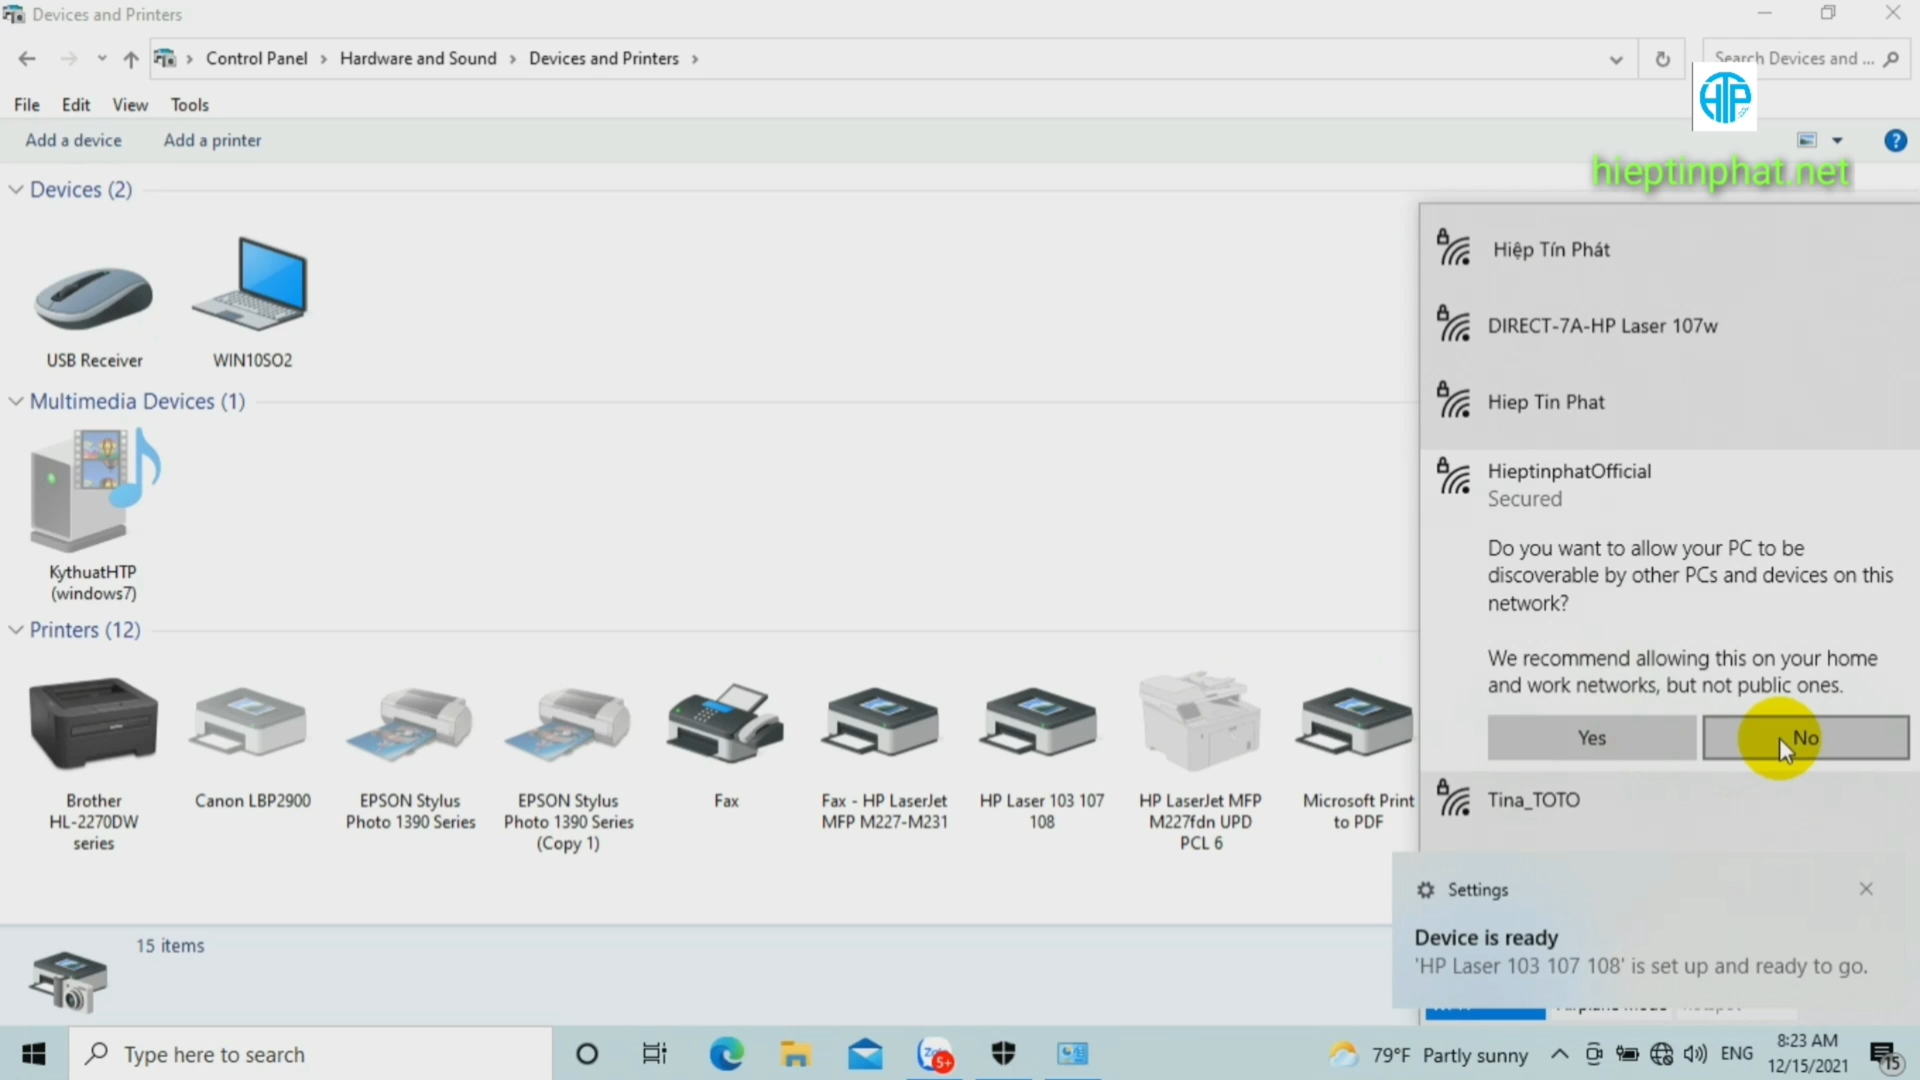 Devices and Printers
Control Panel > Hardware and Sound > Devices and Printers >
Search Devices and ...
HTP
File Edit View Tools
Add a device Add a printer
hieptinphat.net
Devices (2)
USB Receiver
WIN10SO2
Multimedia Devices (1)
KythuatHTP
(windows7)
Printers (12)
Brother
HL-2270DW
series
Canon LBP2900
EPSON Stylus
Photo 1390 Series
EPSON Stylus
Photo 1390 Series
(Copy 1)
Fax
Fax - HP LaserJet
MFP M227-M231
HP Laser 103 107
108
HP LaserJet MFP
M227fdn UPD
PCL 6
Microsoft Print
to PDF
15 items
Hiệp Tín Phát
DIRECT-7A-HP Laser 107w
Hiep Tin Phat
HieptinphatOfficial
Secured
Do you want to allow your PC to be
discoverable by other PCs and devices on this
network?
We recommend allowing this on your home
and work networks, but not public ones.
Yes No
Tina_TOTO
Settings
Device is ready
'HP Laser 103 107 108' is set up and ready to go.
Type here to search
5+
79°F Partly sunny
ENG
8:23 AM
12/15/2021
15